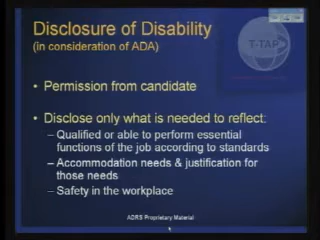 Disclosure of Disability
(in consideration of ADA)
T-TAP
• Permission from candidate
• Disclose only what is needed to reflect:
– Qualified or able to perform essential
functions of the job according to standards
– Accommodation needs & justification for
those needs
– Safety in the workplace
ADRS Proprietary Material